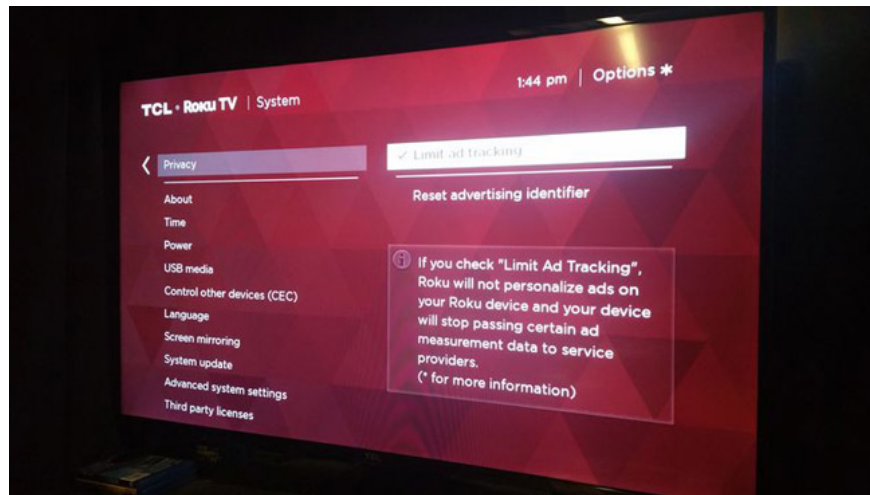 TCL • Roku TV | System
1:44 pm | Options *
Privacy
About
Time
Power
USB media
Control other devices (CEC)
Language
Screen mirroring
System update
Advanced system settings
Third party licenses
✓ Limit ad tracking
Reset advertising identifier
If you check "Limit Ad Tracking",
Roku will not personalize ads on
your Roku device and your device
will stop passing certain ad
measurement data to service
providers.
(* for more information)
TCL